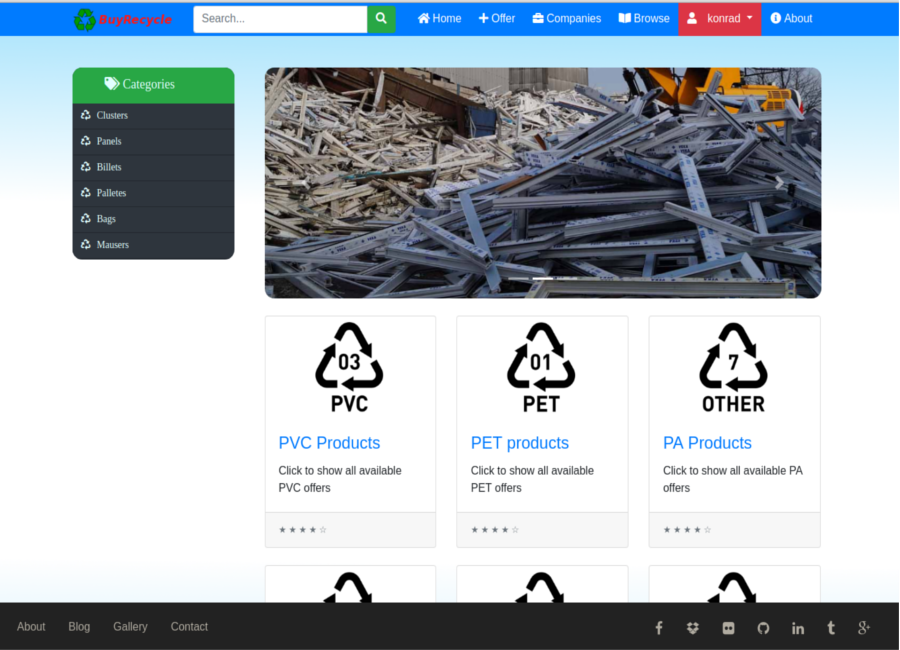 BuyRecycle
Search...
Home
Offer
Companies
Browse
konrad
About
Categories
Clusters
Panels
Billets
Palletes
Bags
Mausers
03
PVC
01
PET
7
OTHER
PVC Products
Click to show all available
PVC offers
PET products
Click to show all available
PET offers
PA Products
Click to show all available PA
offers
About
Blog
Gallery
Contact